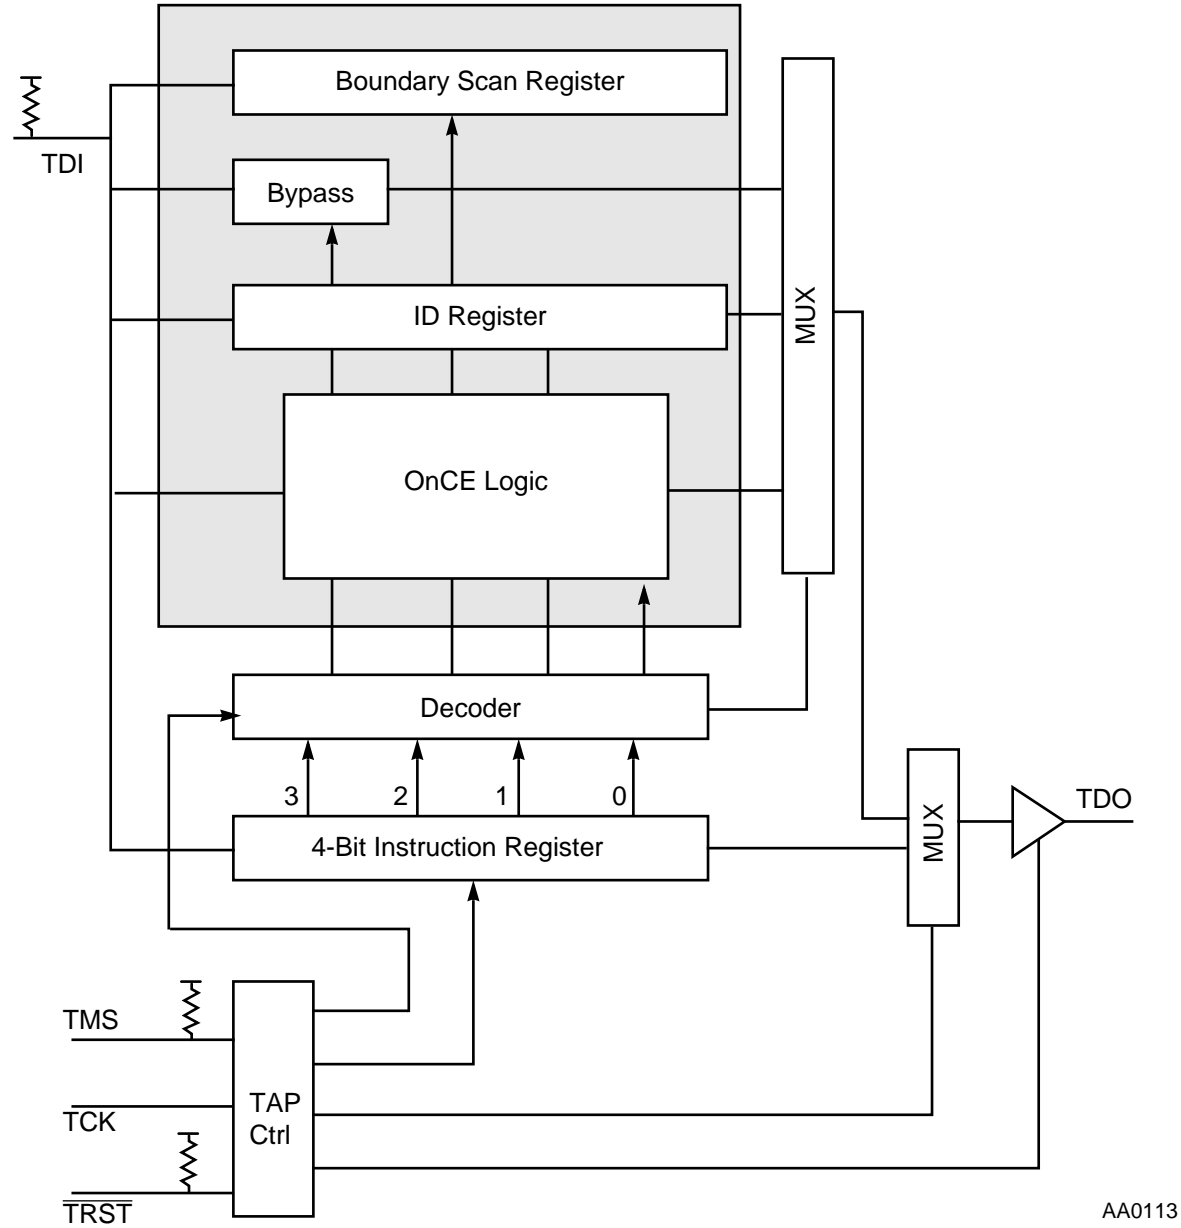 Boundary Scan Register
TDI
Bypass
ID Register
MUX
OnCE Logic
Decoder
3 2 1 0
4-Bit Instruction Register
MUX
TDO
TMS
TCK
TAP
Ctrl
TRST
AA0113